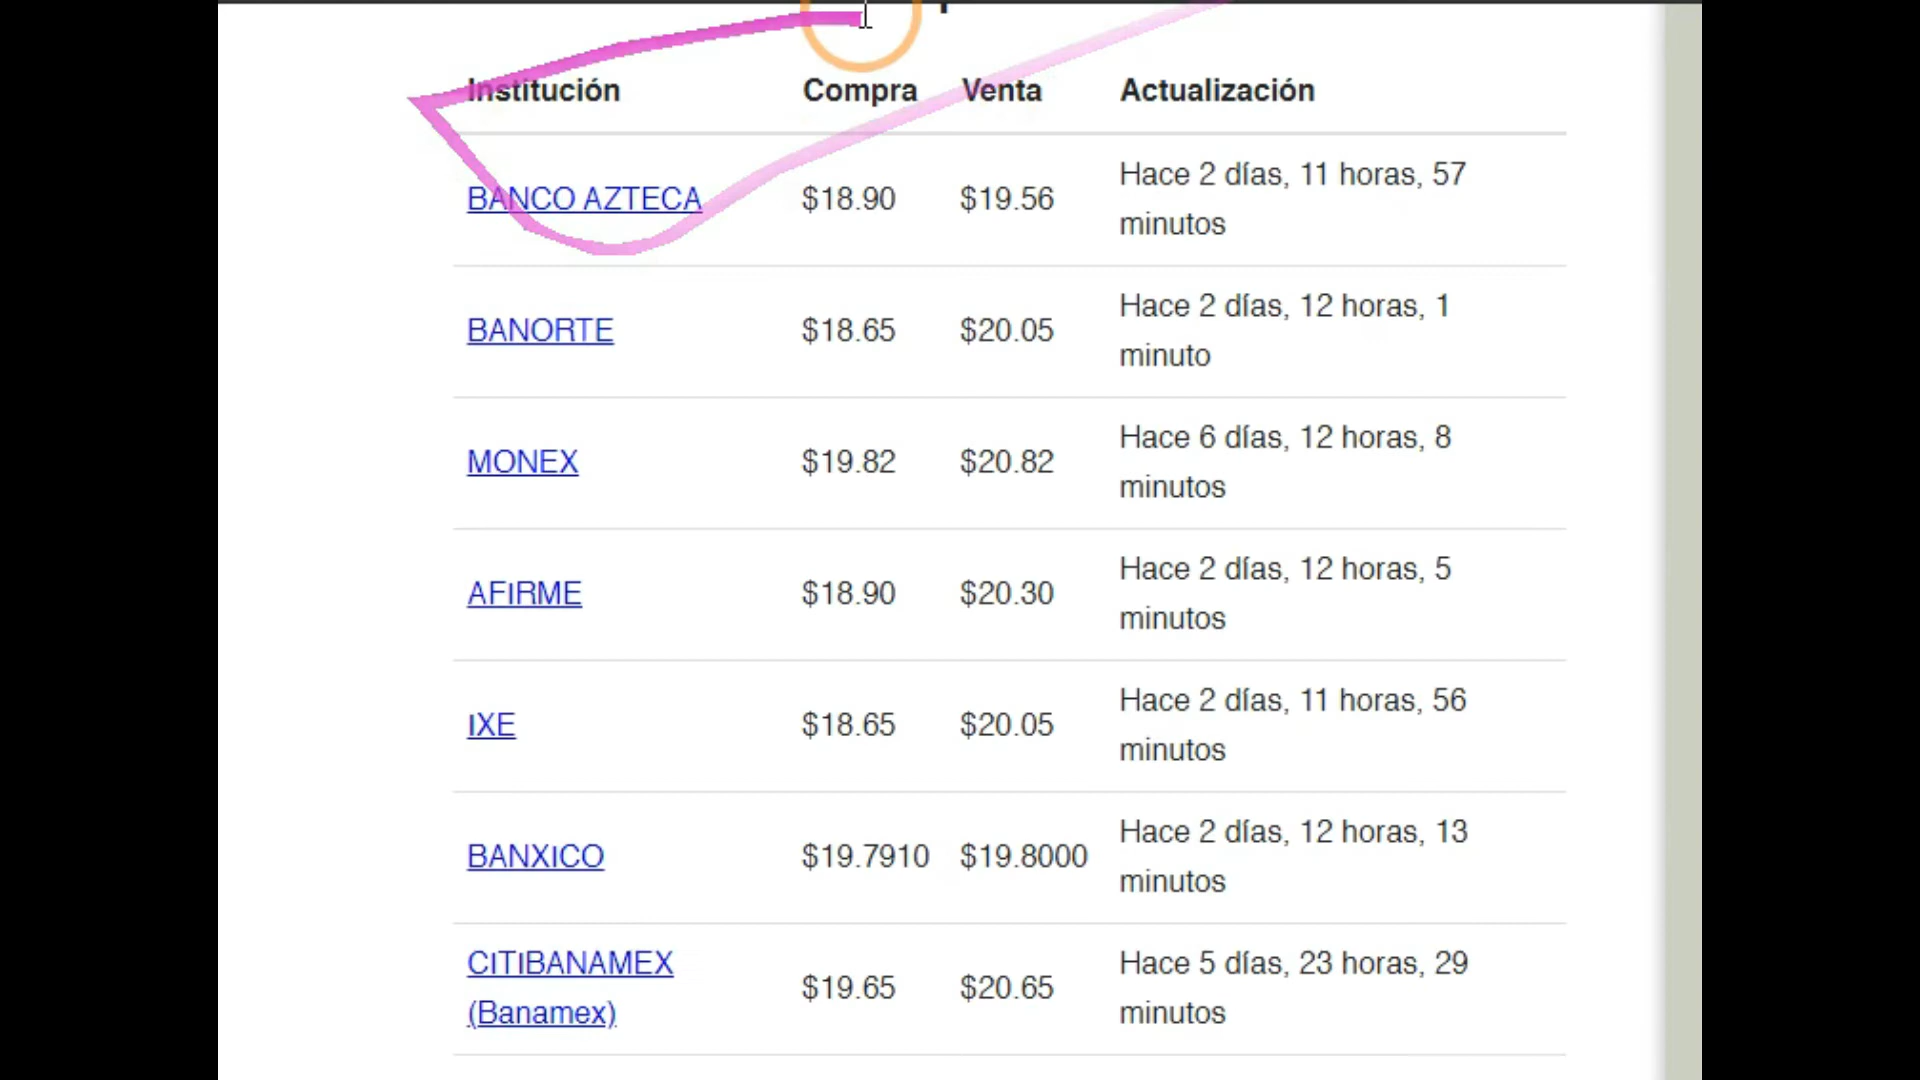 Institución Compra Venta Actualización
BANCO AZTECA $18.90 $19.56 Hace 2 días, 11 horas, 57
minutos
BANORTE $18.65 $20.05 Hace 2 días, 12 horas, 1
minuto
MONEX $19.82 $20.82 Hace 6 días, 12 horas, 8
minutos
AFIRME $18.90 $20.30 Hace 2 días, 12 horas, 5
minutos
IXE $18.65 $20.05 Hace 2 días, 11 horas, 56
minutos
BANXICO $19.7910 $19.8000 Hace 2 días, 12 horas, 13
minutos
CITIBANAMEX
(Banamex) $19.65 $20.65 Hace 5 días, 23 horas, 29
minutos